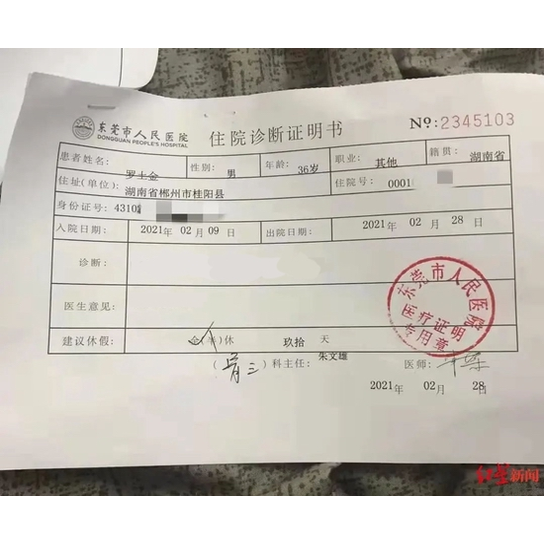 东莞市人民医院
DONGGUAN PEOPLE'S HOSPITAL
住院诊断证明书
No:2345103
患者姓名: 罗士金 性别: 男 年龄: 36岁 职业: 其他 籍贯: 湖南省
住址(单位): 湖南省郴州市桂阳县 住院号: 0001
身份证号: 4310
入院日期: 2021年 02月 09日 出院日期: 2021年 02月 28日
诊断:
医生意见:
建议休假: 全(半)休 玖拾 天
(骨三)科主任: 朱文雄 医师:
2021年 02月 28日
东莞市人民医院
医疗证明
专用章
红星新闻